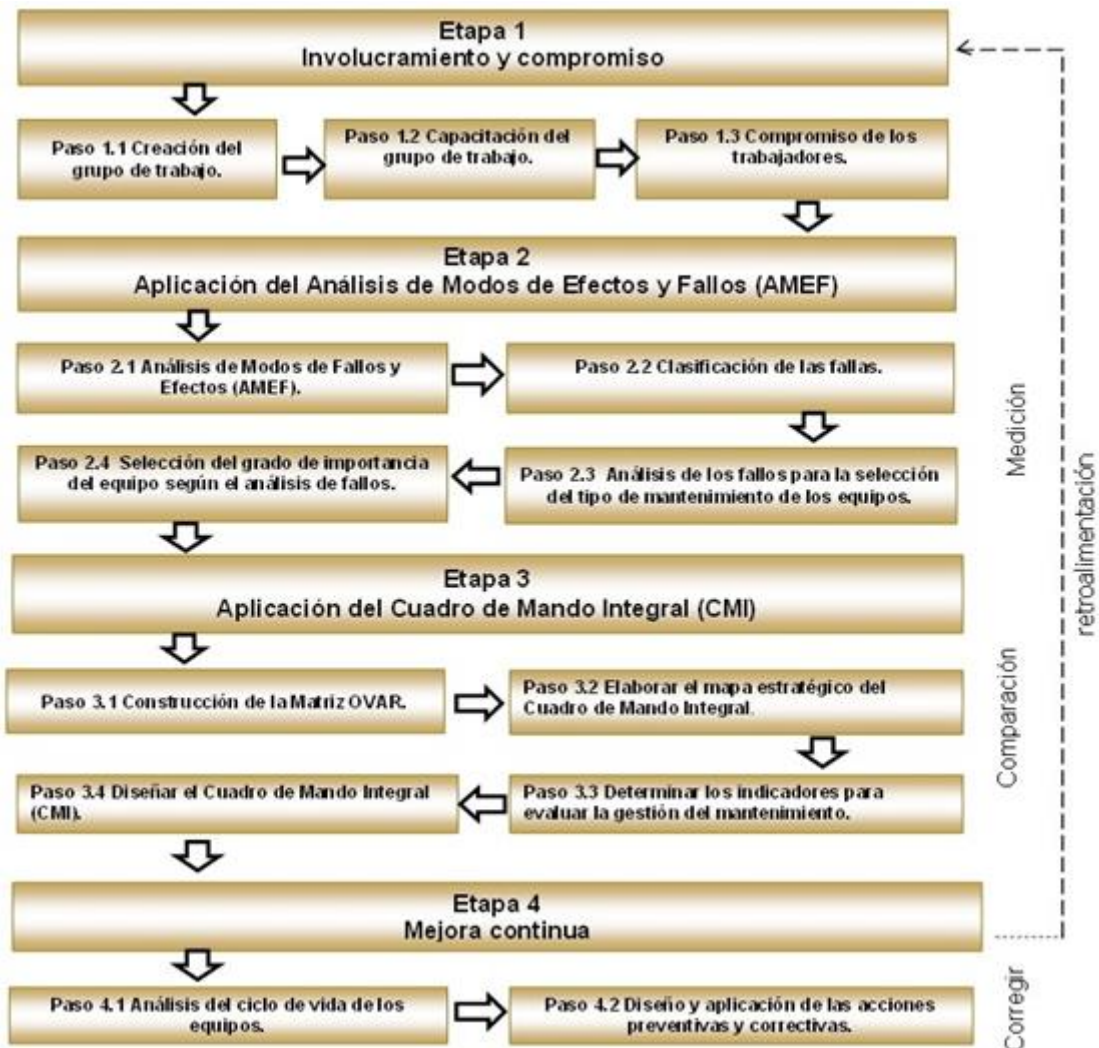 Etapa 1
Involucramiento y compromiso
Paso 1.1 Creación del
grupo de trabajo.
Paso 1.2 Capacitación del
grupo de trabajo.
Paso 1.3 Compromiso de los
trabajadores.
Etapa 2
Aplicación del Análisis de Modos de Efectos y Fallos (AMEF)
Paso 2.1 Análisis de Modos de Fallos y
Efectos (AMEF).
Paso 2.2 Clasificación de las fallas.
Paso 2.4 Selección del grado de importancia
del equipo según el análisis de fallos.
Paso 2.3 Análisis de los fallos para la selección
del tipo de mantenimiento de los equipos.
Medición
retroalimentación
Etapa 3
Aplicación del Cuadro de Mando Integral (CMI)
Paso 3.1 Construcción de la Matriz OVAR.
Paso 3.2 Elaborar el mapa estratégico del
Cuadro de Mando Integral.
Paso 3.4 Diseñar el Cuadro de Mando Integral
(CMI).
Paso 3.3 Determinar los indicadores para
evaluar la gestión del mantenimiento.
Comparación
Etapa 4
Mejora continua
Paso 4.1 Análisis del ciclo de vida de los
equipos.
Paso 4.2 Diseño y aplicación de las acciones
preventivas y correctivas.
Corregir